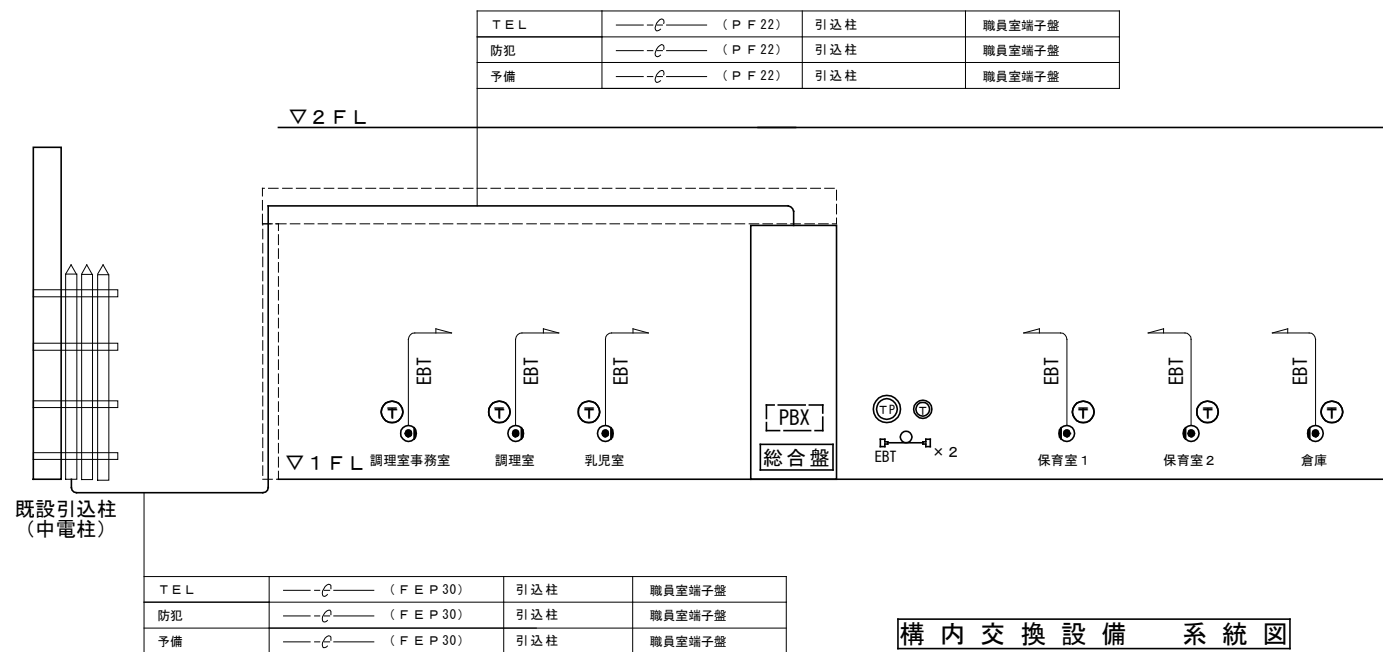 ＴＥＬ ―-e― （ＰＦ22） 引込柱 職員室端子盤
防犯 ―-e― （ＰＦ22） 引込柱 職員室端子盤
予備 ―-e― （ＰＦ22） 引込柱 職員室端子盤
▽２ＦＬ
EBT EBT EBT EBT EBT EBT
T T T PBX TP T T T T
EBT ×2
▽１ＦＬ 調理室事務室 調理室 乳児室 総合盤 保育室１ 保育室２ 倉庫
既設引込柱
（中電柱）
ＴＥＬ ―-e― （ＦＥＰ30） 引込柱 職員室端子盤
防犯 ―-e― （ＦＥＰ30） 引込柱 職員室端子盤
予備 ―-e― （ＦＥＰ30） 引込柱 職員室端子盤
構内交換設備　系統図